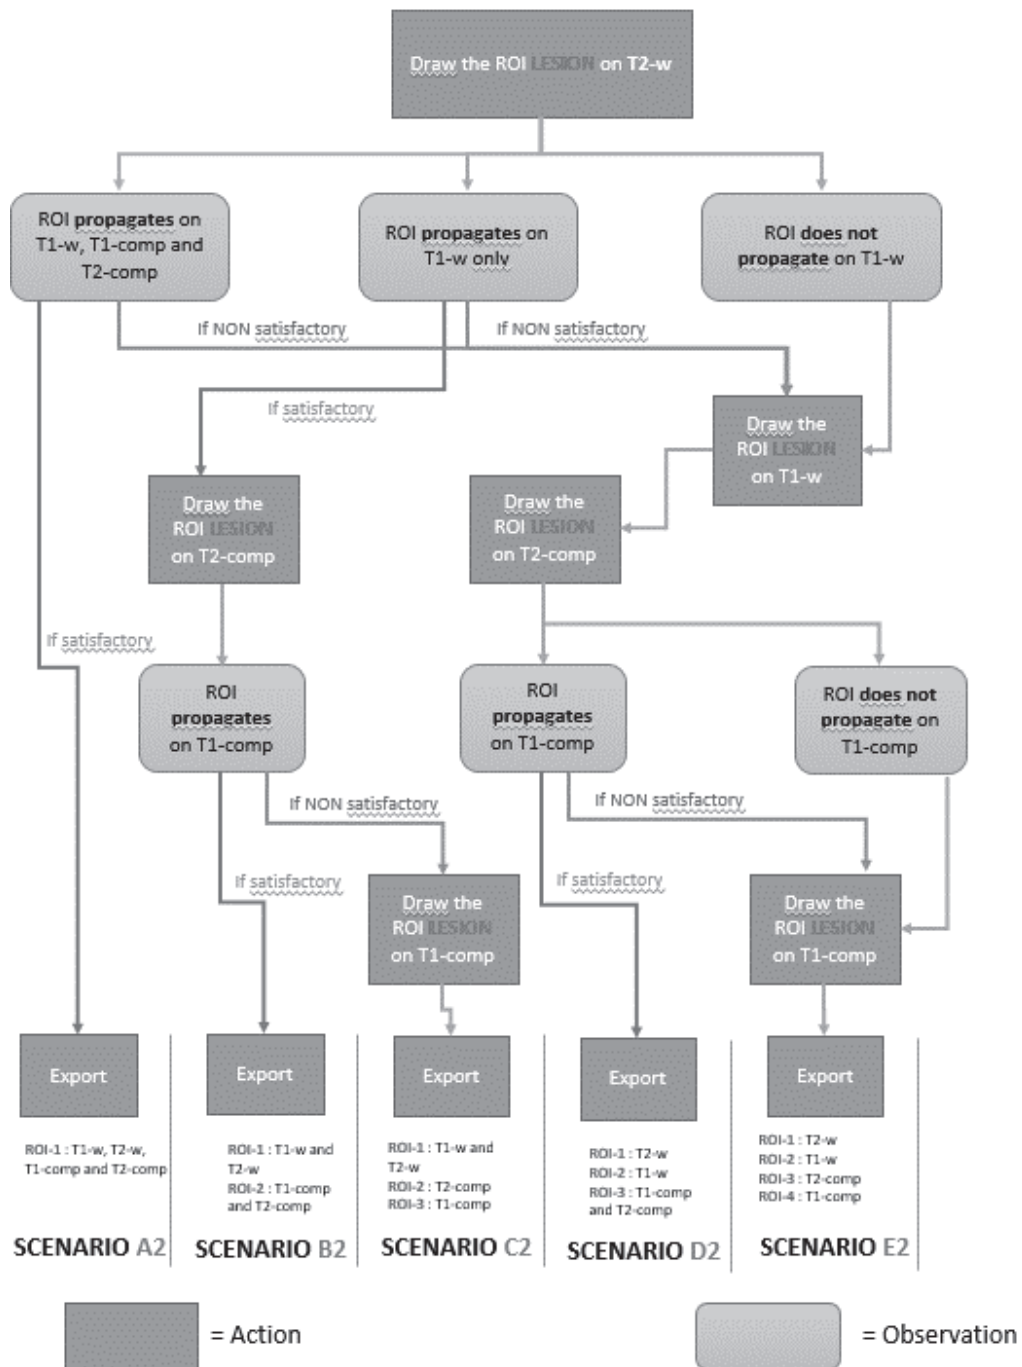 Draw the ROI LESION on T2-w
ROI propagates on
T1-w, T1-comp and
T2-comp
ROI propagates on
T1-w only
ROI does not
propagate on T1-w
If NON satisfactory
If NON satisfactory
If satisfactory
Draw the
ROI LESION
on T1-w
Draw the
ROI LESION
on T2-comp
Draw the
ROI LESION
on T2-comp
If satisfactory
ROI
propagates
on T1-comp
ROI
propagates
on T1-comp
ROI does not
propagate on
T1-comp
If NON satisfactory
If NON satisfactory
If satisfactory
If satisfactory
Draw the
ROI LESION
on T1-comp
Draw the
ROI LESION
on T1-comp
Export
Export
Export
Export
Export
ROI-1 : T1-w, T2-w,
T1-comp and T2-comp
ROI-1 : T1-w and
T2-w
ROI-2 : T1-comp
and T2-comp
ROI-1 : T1-w and
T2-w
ROI-2 : T2-comp
ROI-3 : T1-comp
ROI-1 : T2-w
ROI-2 : T1-w
ROI-3 : T1-comp
and T2-comp
ROI-1 : T2-w
ROI-2 : T1-w
ROI-3 : T2-comp
ROI-4 : T1-comp
SCENARIO A2
SCENARIO B2
SCENARIO C2
SCENARIO D2
SCENARIO E2
= Action
= Observation